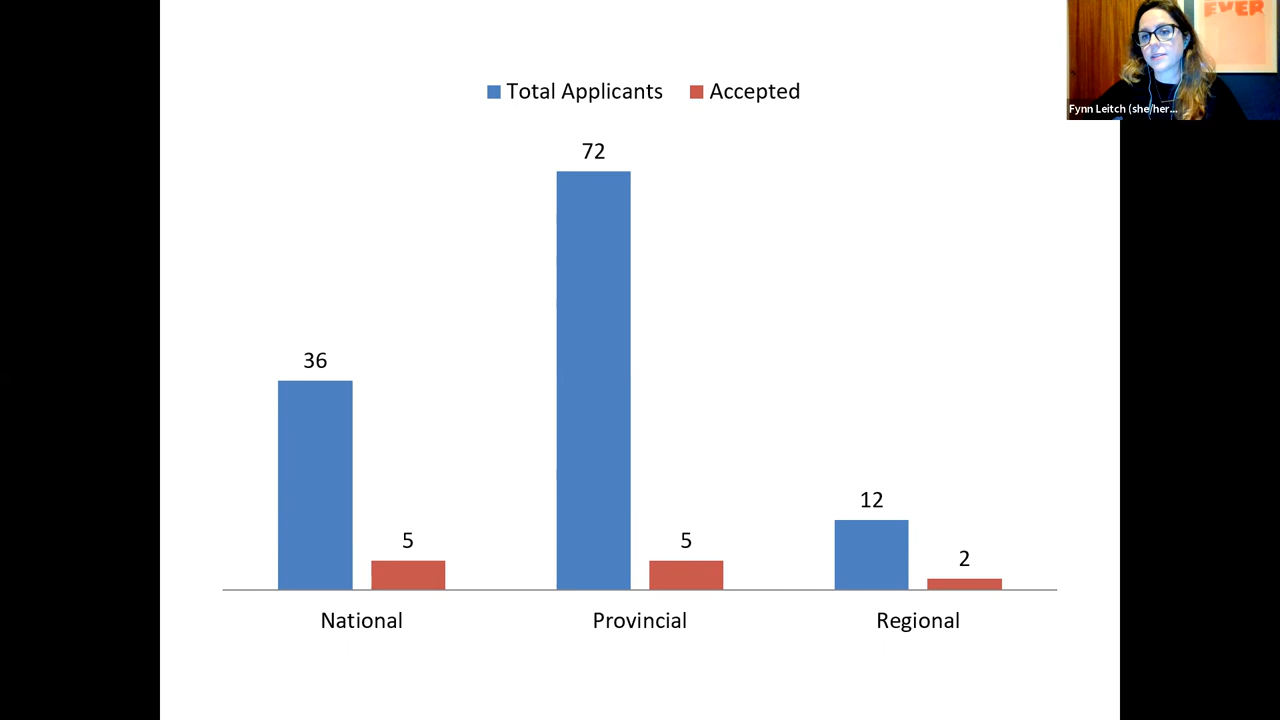 EVER
Fynn Leitch (she/her...
Total Applicants
Accepted
72
36
12
5
5
2
National
Provincial
Regional